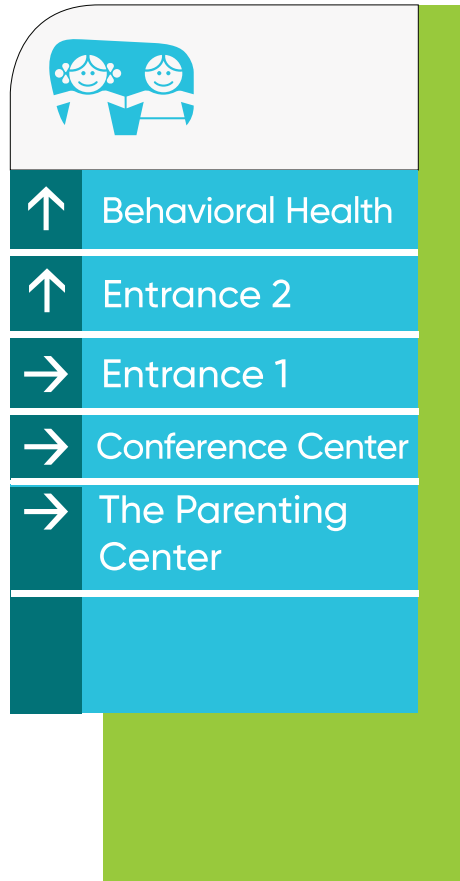 ↑ Behavioral Health
↑ Entrance 2
→ Entrance 1
→ Conference Center
→ The Parenting
Center